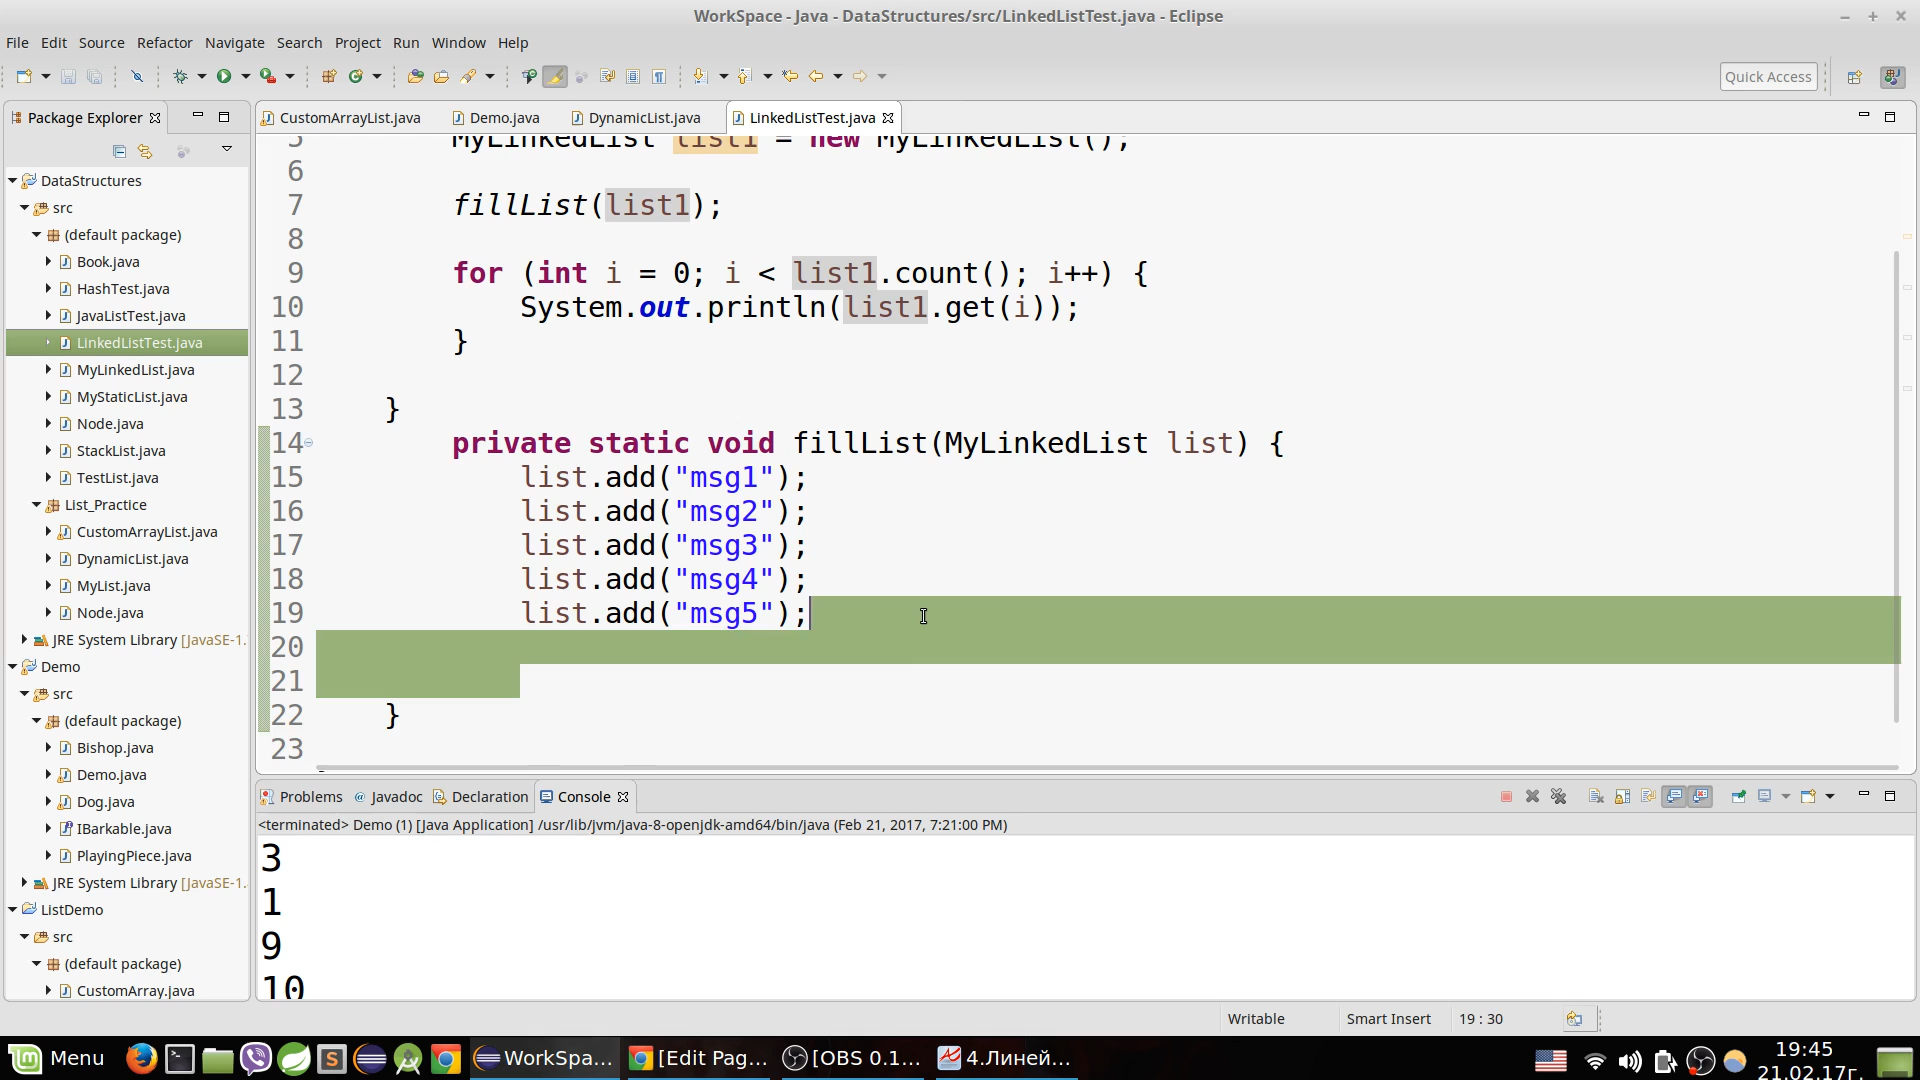 WorkSpace - Java - DataStructures/src/LinkedListTest.java - Eclipse
File Edit Source Refactor Navigate Search Project Run Window Help
Quick Access
Package Explorer
CustomArrayList.java Demo.java DynamicList.java LinkedListTest.java
DataStructures
src
(default package)
Book.java
HashTest.java
JavaListTest.java
LinkedListTest.java
MyLinkedList.java
MyStaticList.java
Node.java
StackList.java
TestList.java
List_Practice
CustomArrayList.java
DynamicList.java
MyList.java
Node.java
JRE System Library [JavaSE-1.
Demo
src
(default package)
Bishop.java
Demo.java
Dog.java
IBarkable.java
PlayingPiece.java
JRE System Library [JavaSE-1.
ListDemo
src
(default package)
CustomArray.java
5 MyLinkedList list1 = new MyLinkedList();
6
7 fillList(list1);
8
9 for (int i = 0; i < list1.count(); i++) {
10 System.out.println(list1.get(i));
11 }
12
13 }
14 private static void fillList(MyLinkedList list) {
15 list.add("msg1");
16 list.add("msg2");
17 list.add("msg3");
18 list.add("msg4");
19 list.add("msg5");
20
21
22 }
23
Problems Javadoc Declaration Console
<terminated> Demo (1) [Java Application] /usr/lib/jvm/java-8-openjdk-amd64/bin/java (Feb 21, 2017, 7:21:00 PM)
3
1
9
10
Writable Smart Insert 19 : 30
Menu WorkSpa... [Edit Pag... [OBS 0.1... 4.Линей... 19:45
21.02.17г.